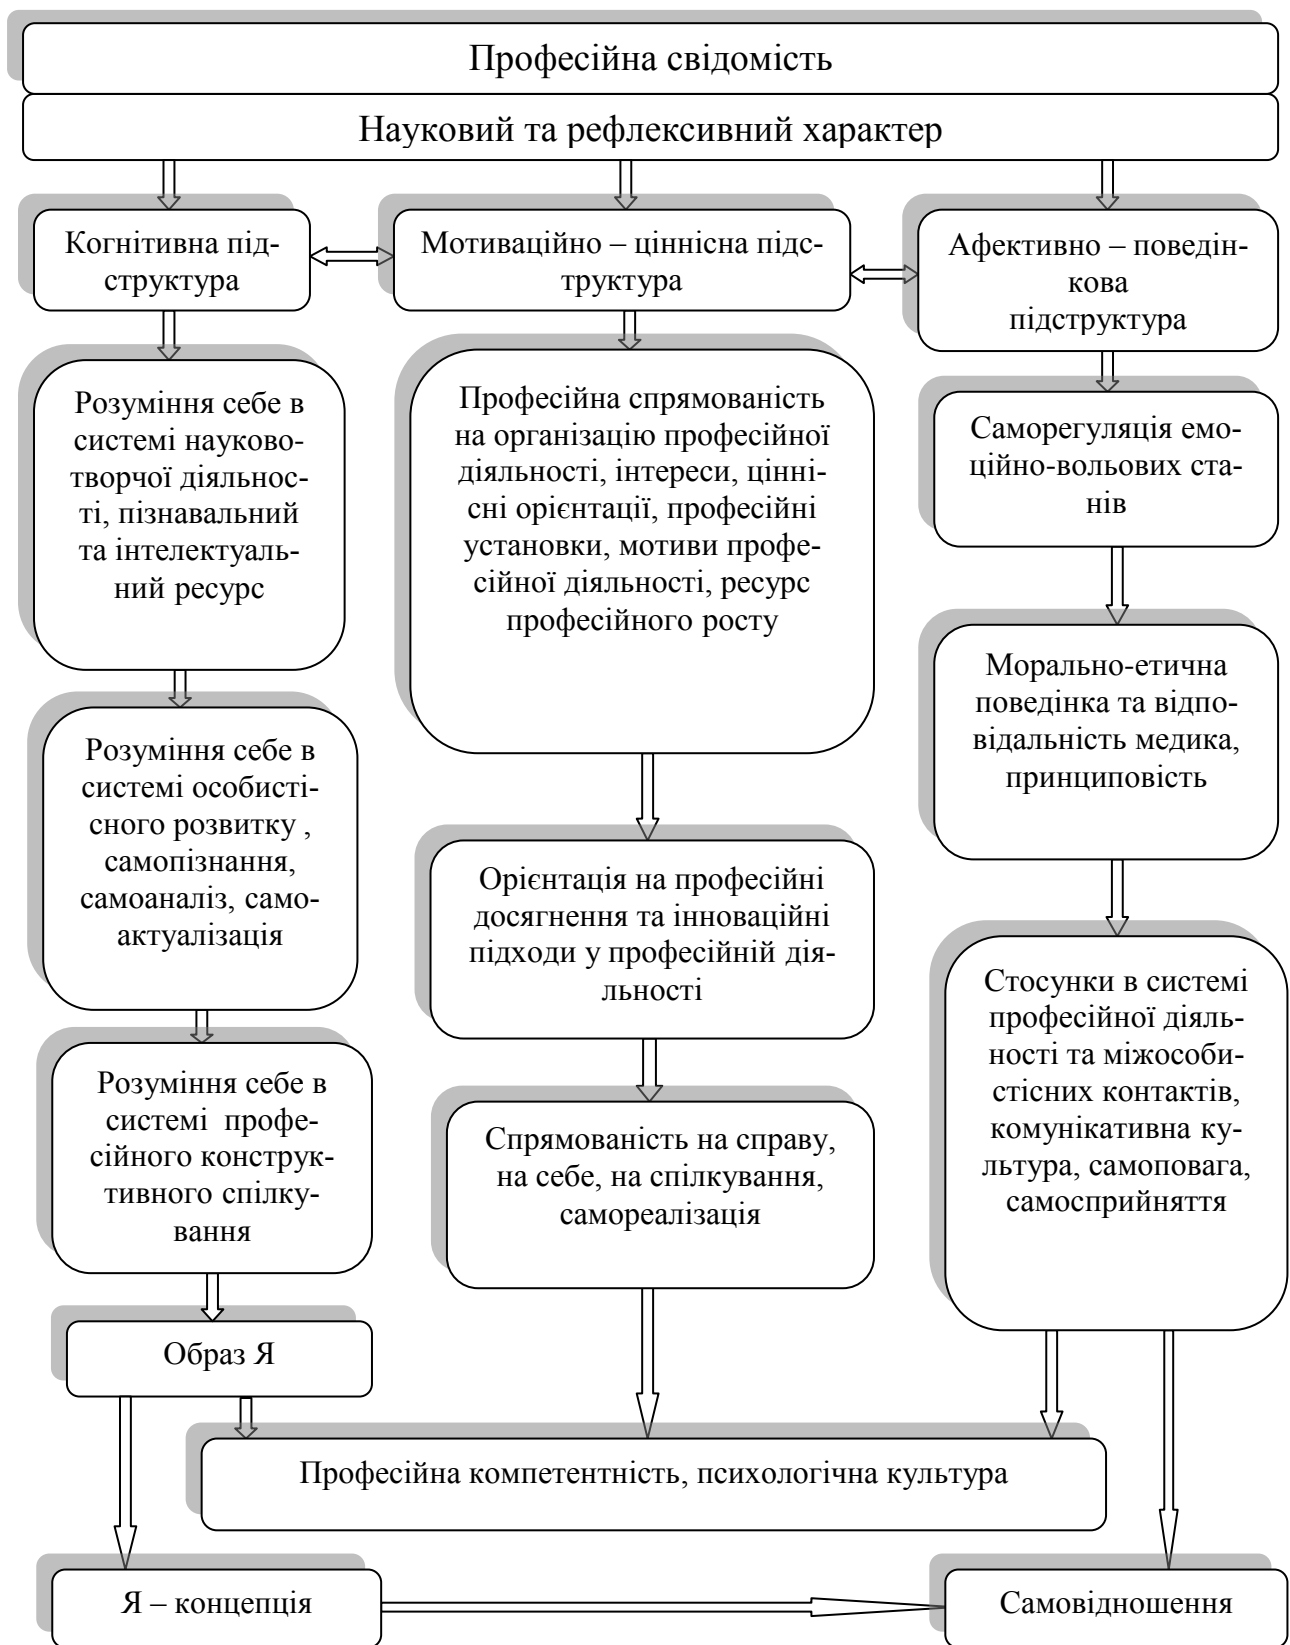 Професійна свідомість
Науковий та рефлексивний характер
Когнітивна під-
структура
Мотиваційно – ціннісна підс-
труктура
Афективно – поведін-
кова
підструктура
Розуміння себе в
системі науково-
творчої діяльнос-
ті, пізнавальний
та інтелектуаль-
ний ресурс
Професійна спрямованість
на організацію професійної
діяльності, інтереси, цінні-
сні орієнтації, професійні
установки, мотиви профе-
сійної діяльності, ресурс
професійного росту
Саморегуляція емо-
ційно-вольових ста-
нів
Морально-етична
поведінка та відпо-
відальність медика,
принциповість
Розуміння себе в
системі особисті-
сного розвитку ,
самопізнання,
самоаналіз, само-
актуалізація
Орієнтація на професійні
досягнення та інноваційні
підходи у професійній дія-
льності
Стосунки в системі
професійної діяль-
ності та міжособи-
стісних контактів,
комунікативна ку-
льтура, самоповага,
самосприйняття
Розуміння себе в
системі  профе-
сійного конструк-
тивного спілку-
вання
Спрямованість на справу,
на себе, на спілкування,
самореалізація
Образ Я
Професійна компетентність, психологічна культура
Я – концепція
Самовідношення